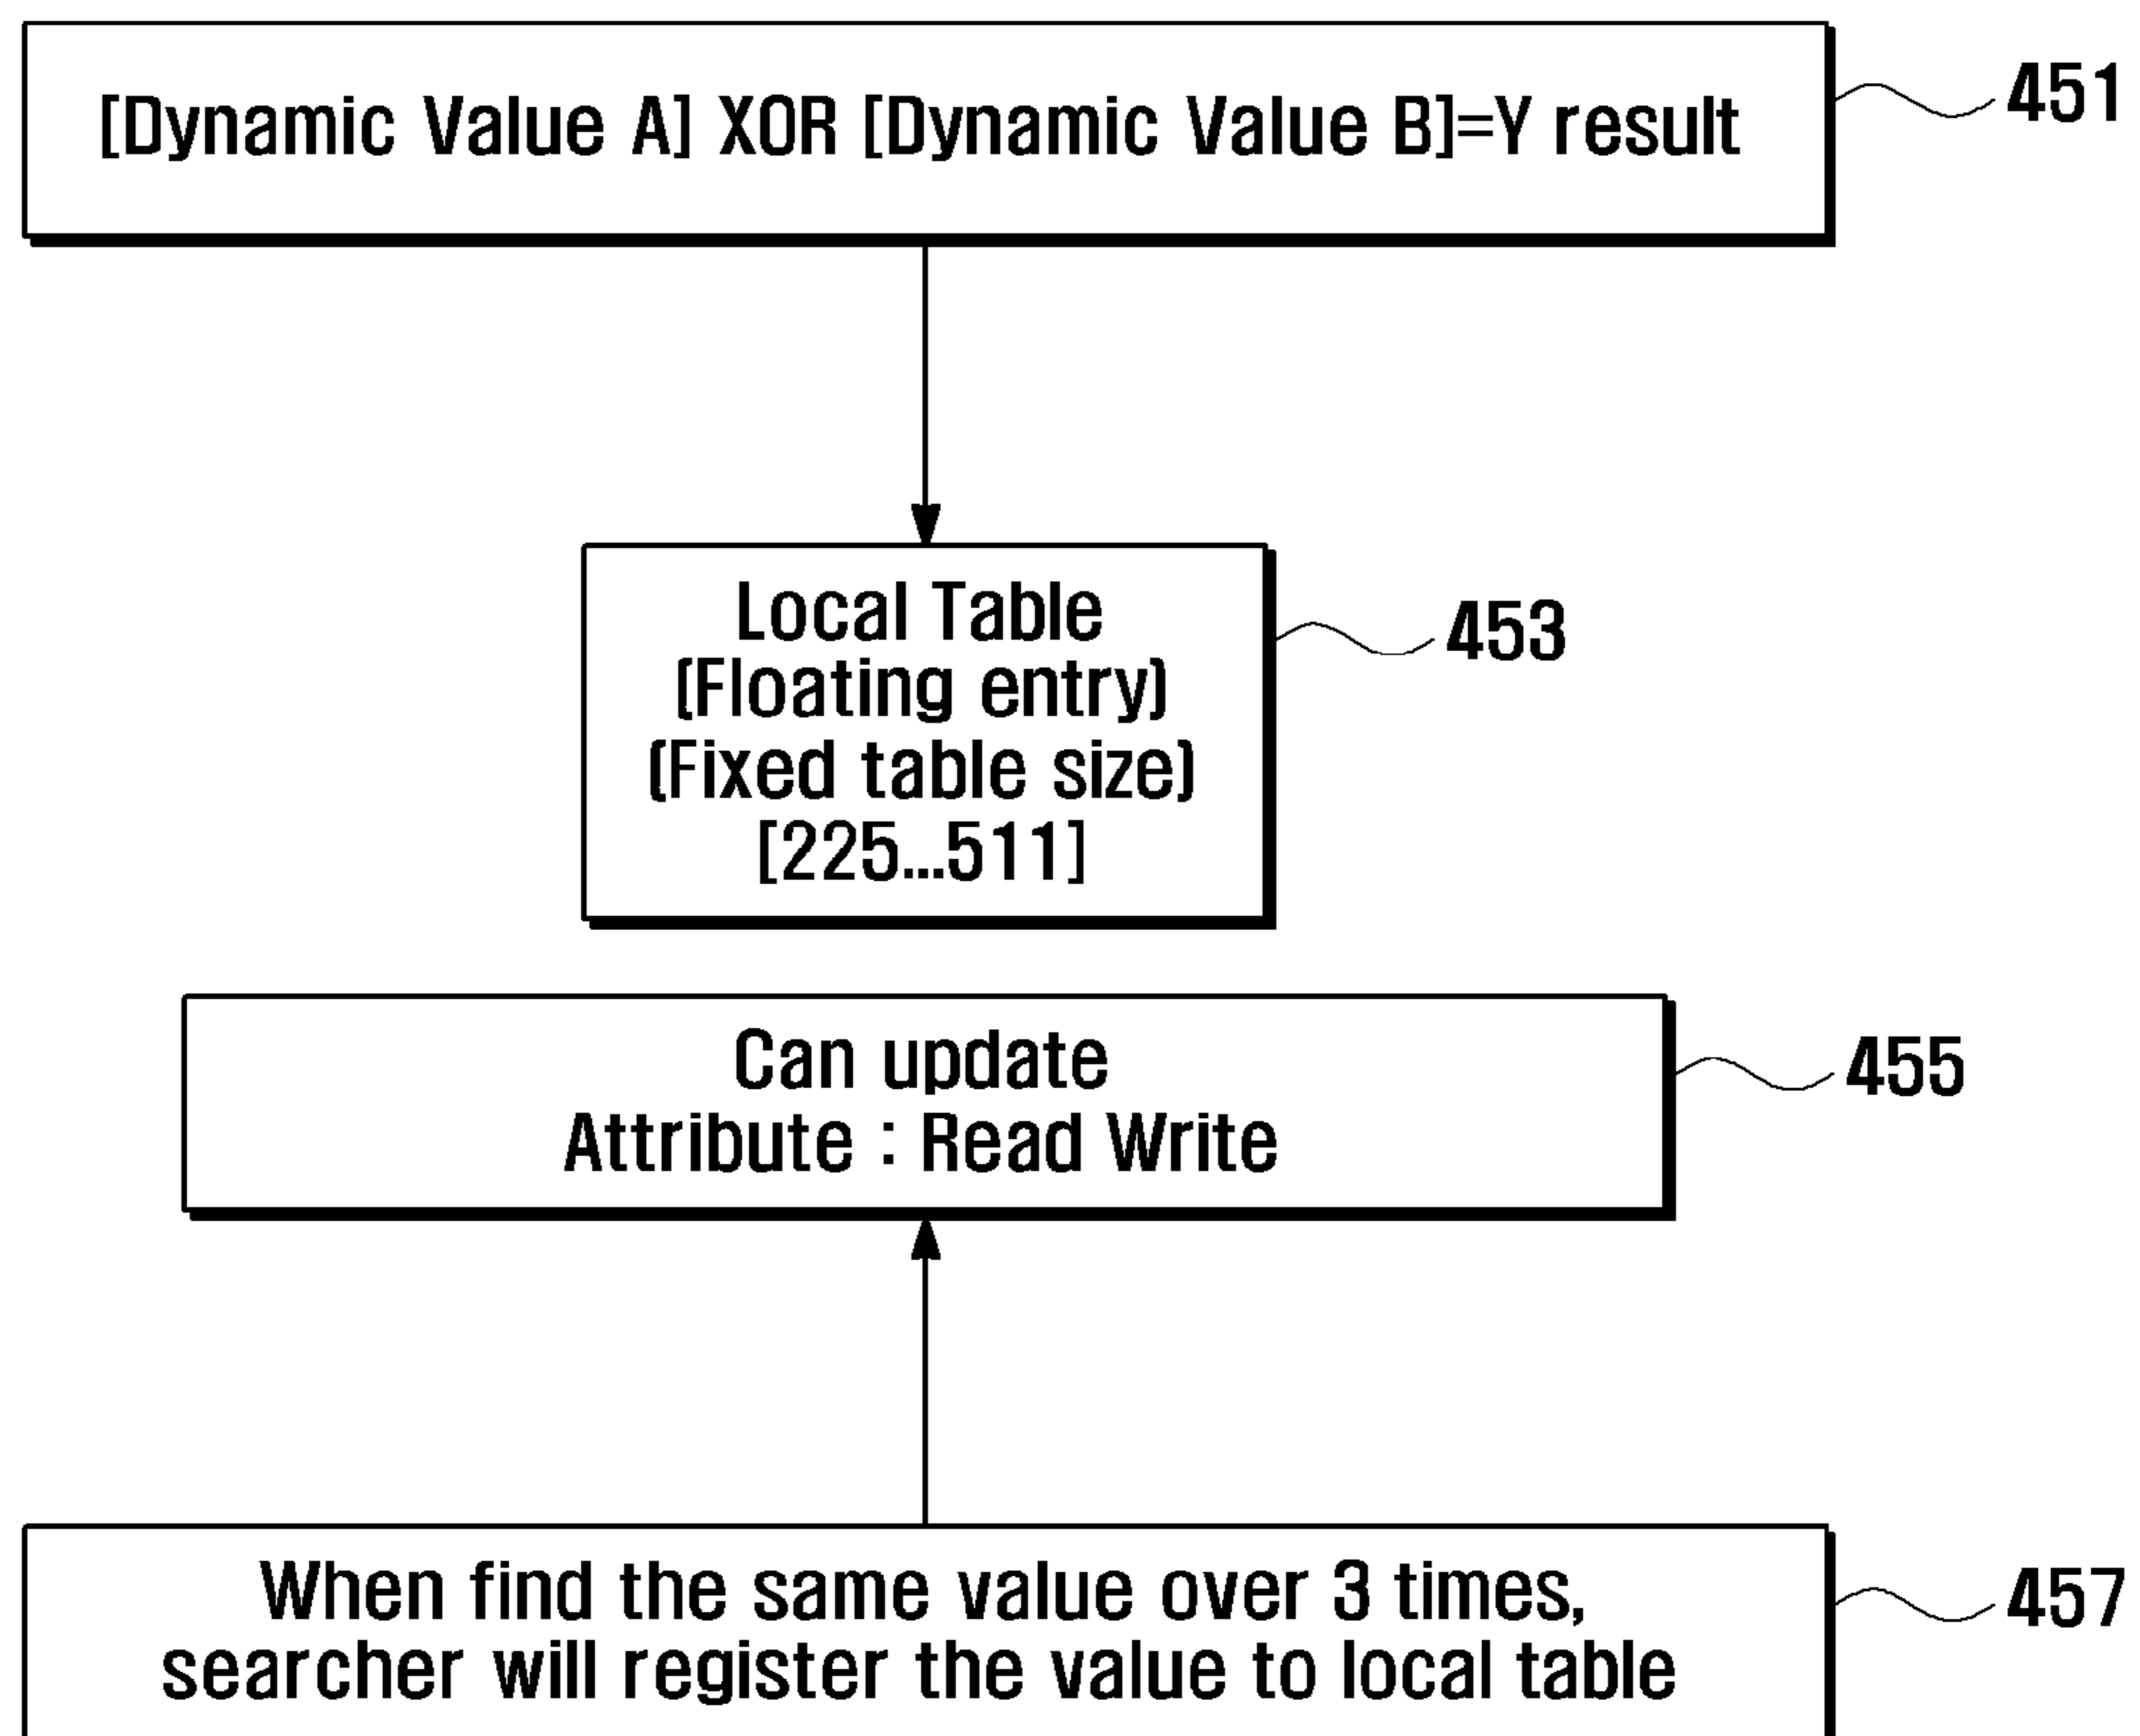 [Dynamic Value A] XOR [Dynamic Value B]=Y result
451
Local Table
(Floating entry)
(Fixed table size)
[225...511]
453
Can update
Attribute : Read Write
455
When find the same value over 3 times,
searcher will register the value to local table
457